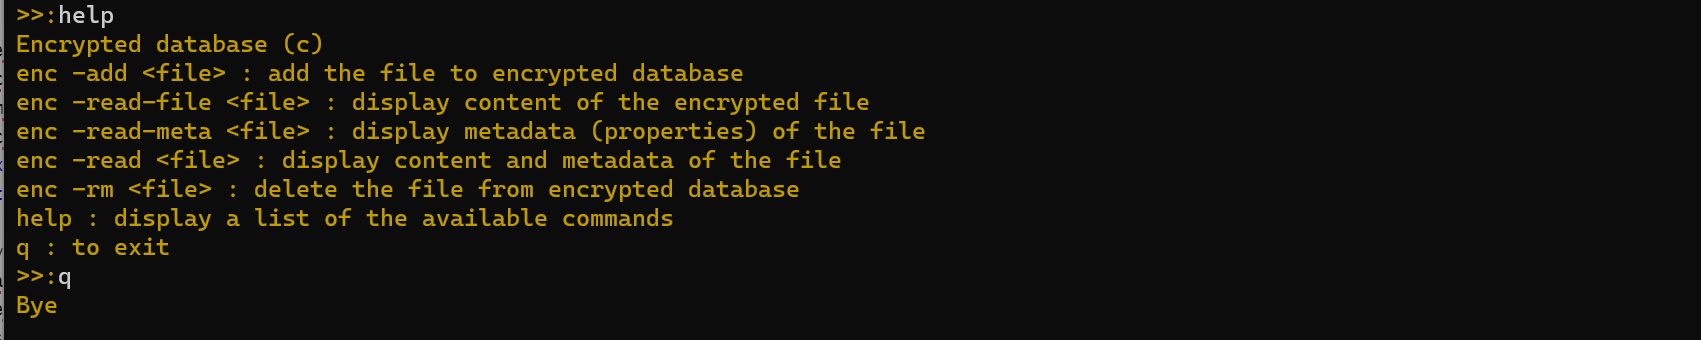 >>:help
Encrypted database (c)
enc -add <file> : add the file to encrypted database
enc -read-file <file> : display content of the encrypted file
enc -read-meta <file> : display metadata (properties) of the file
enc -read <file> : display content and metadata of the file
enc -rm <file> : delete the file from encrypted database
help : display a list of the available commands
q : to exit
>>:q
Bye